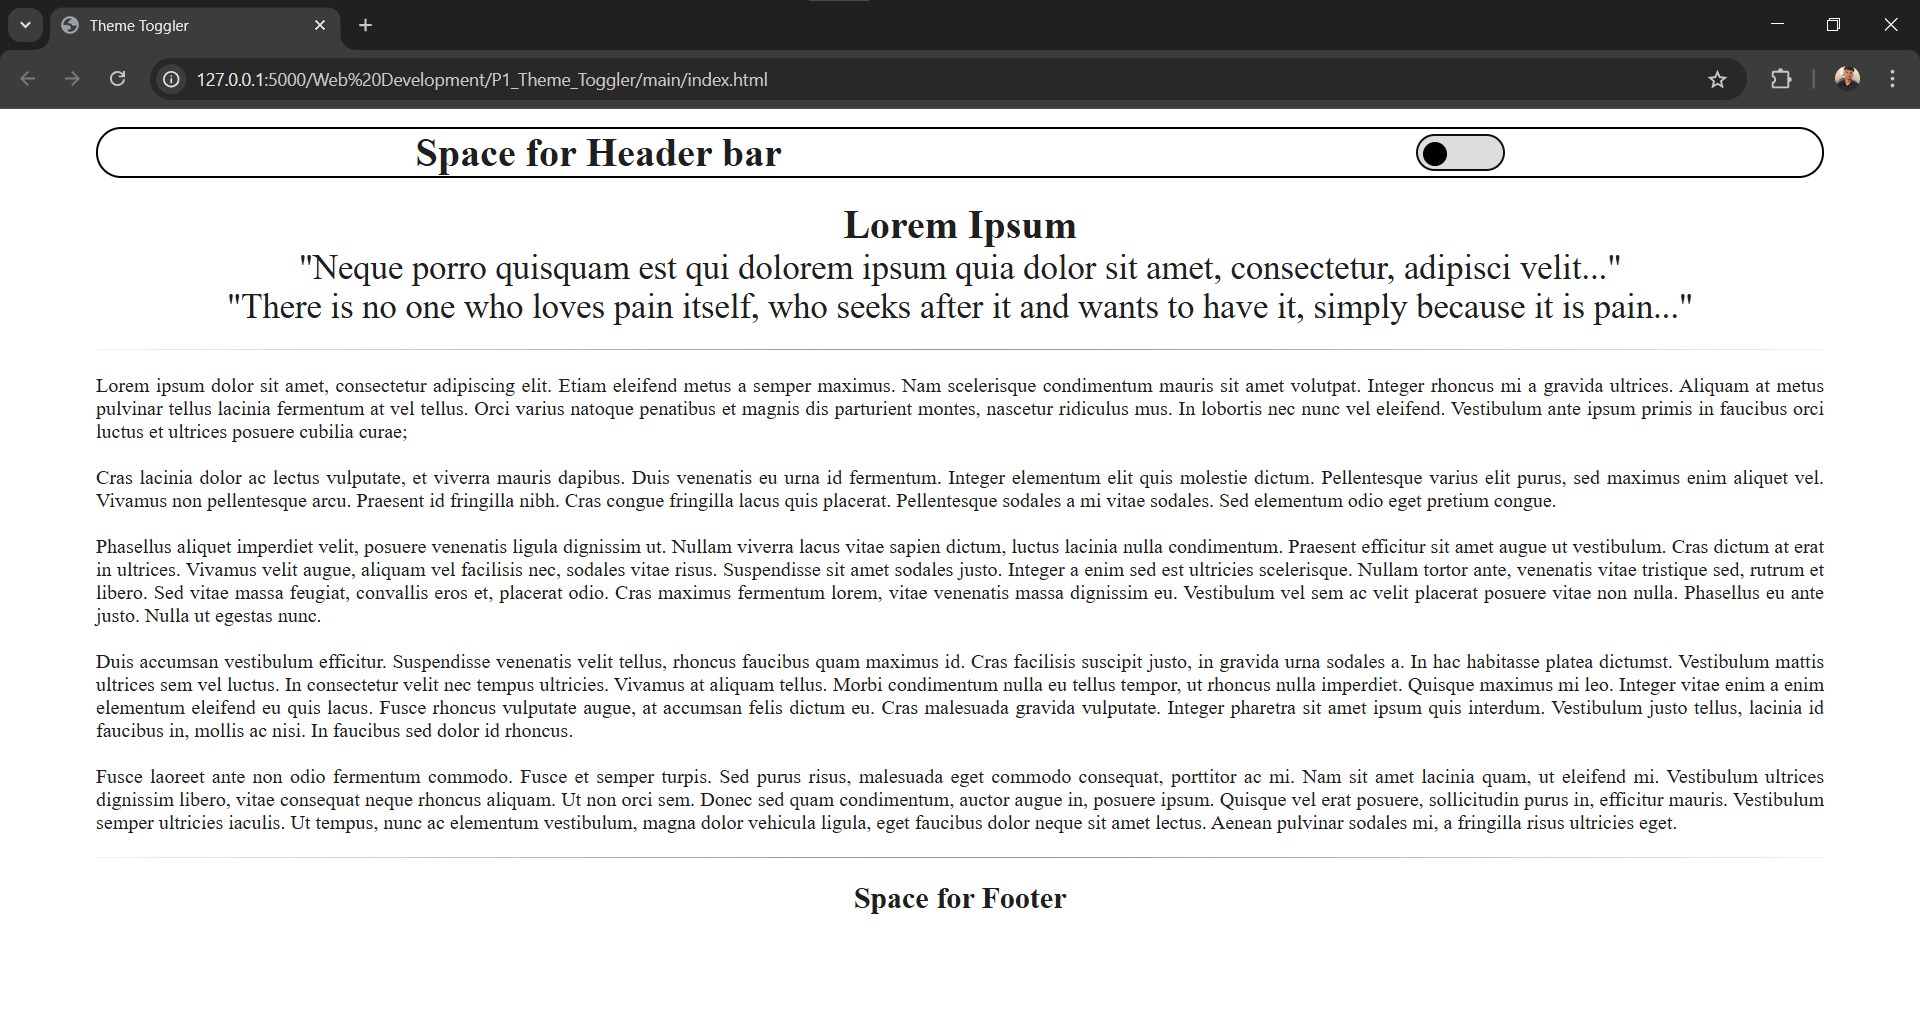 Theme Toggler
127.0.0.1:5000/Web%20Development/P1_Theme_Toggler/main/index.html
Space for Header bar
Lorem Ipsum
"Neque porro quisquam est qui dolorem ipsum quia dolor sit amet, consectetur, adipisci velit..."
"There is no one who loves pain itself, who seeks after it and wants to have it, simply because it is pain..."
Lorem ipsum dolor sit amet, consectetur adipiscing elit. Etiam eleifend metus a semper maximus. Nam scelerisque condimentum mauris sit amet volutpat. Integer rhoncus mi a gravida ultrices. Aliquam at metus
pulvinar tellus lacinia fermentum at vel tellus. Orci varius natoque penatibus et magnis dis parturient montes, nascetur ridiculus mus. In lobortis nec nunc vel eleifend. Vestibulum ante ipsum primis in faucibus orci
luctus et ultrices posuere cubilia curae;
Cras lacinia dolor ac lectus vulputate, et viverra mauris dapibus. Duis venenatis eu urna id fermentum. Integer elementum elit quis molestie dictum. Pellentesque varius elit purus, sed maximus enim aliquet vel.
Vivamus non pellentesque arcu. Praesent id fringilla nibh. Cras congue fringilla lacus quis placerat. Pellentesque sodales a mi vitae sodales. Sed elementum odio eget pretium congue.
Phasellus aliquet imperdiet velit, posuere venenatis ligula dignissim ut. Nullam viverra lacus vitae sapien dictum, luctus lacinia nulla condimentum. Praesent efficitur sit amet augue ut vestibulum. Cras dictum at erat
in ultrices. Vivamus velit augue, aliquam vel facilisis nec, sodales vitae risus. Suspendisse sit amet sodales justo. Integer a enim sed est ultricies scelerisque. Nullam tortor ante, venenatis vitae tristique sed, rutrum et
libero. Sed vitae massa feugiat, convallis eros et, placerat odio. Cras maximus fermentum lorem, vitae venenatis massa dignissim eu. Vestibulum vel sem ac velit placerat posuere vitae non nulla. Phasellus eu ante
justo. Nulla ut egestas nunc.
Duis accumsan vestibulum efficitur. Suspendisse venenatis velit tellus, rhoncus faucibus quam maximus id. Cras facilisis suscipit justo, in gravida urna sodales a. In hac habitasse platea dictumst. Vestibulum mattis
ultrices sem vel luctus. In consectetur velit nec tempus ultricies. Vivamus at aliquam tellus. Morbi condimentum nulla eu tellus tempor, ut rhoncus nulla imperdiet. Quisque maximus mi leo. Integer vitae enim a enim
elementum eleifend eu quis lacus. Fusce rhoncus vulputate augue, at accumsan felis dictum eu. Cras malesuada gravida vulputate. Integer pharetra sit amet ipsum quis interdum. Vestibulum justo tellus, lacinia id
faucibus in, mollis ac nisi. In faucibus sed dolor id rhoncus.
Fusce laoreet ante non odio fermentum commodo. Fusce et semper turpis. Sed purus risus, malesuada eget commodo consequat, porttitor ac mi. Nam sit amet lacinia quam, ut eleifend mi. Vestibulum ultrices
dignissim libero, vitae consequat neque rhoncus aliquam. Ut non orci sem. Donec sed quam condimentum, auctor augue in, posuere ipsum. Quisque vel erat posuere, sollicitudin purus in, efficitur mauris. Vestibulum
semper ultricies iaculis. Ut tempus, nunc ac elementum vestibulum, magna dolor vehicula ligula, eget faucibus dolor neque sit amet lectus. Aenean pulvinar sodales mi, a fringilla risus ultricies eget.
Space for Footer